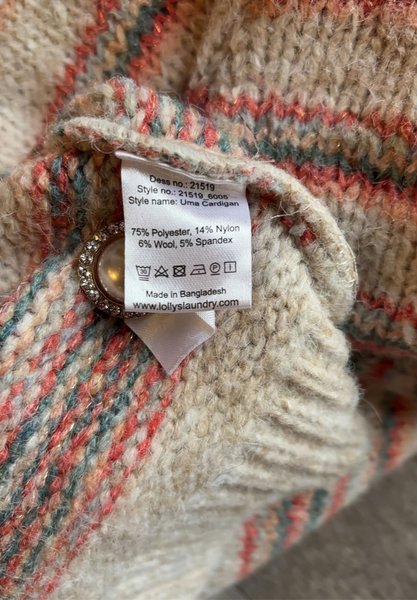 Dess no.: 21519
Style no.: 21519_6005
Style name: Uma Cardigan
75% Polyester, 14% Nylon
6% Wool, 5% Spandex
Made in Bangladesh
www.lollyslaundry.com